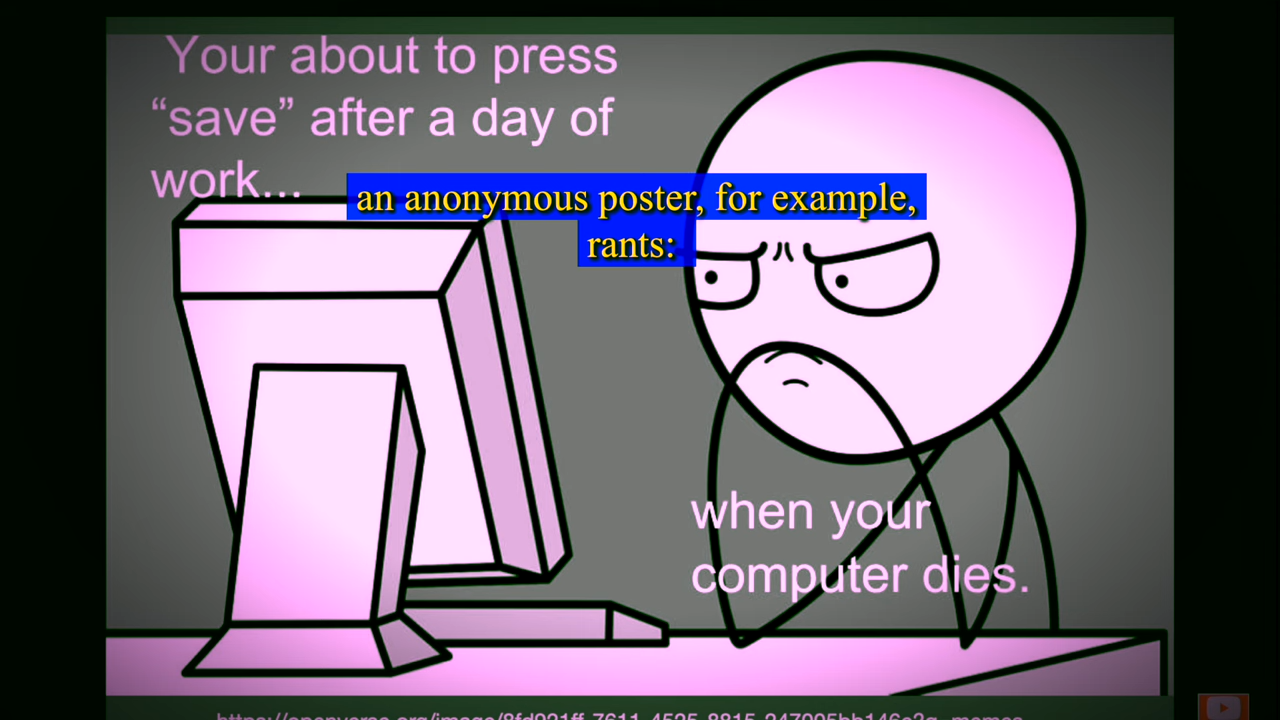 Your about to press
“save” after a day of
work...
an anonymous poster, for example,
rants:
when your
computer dies.